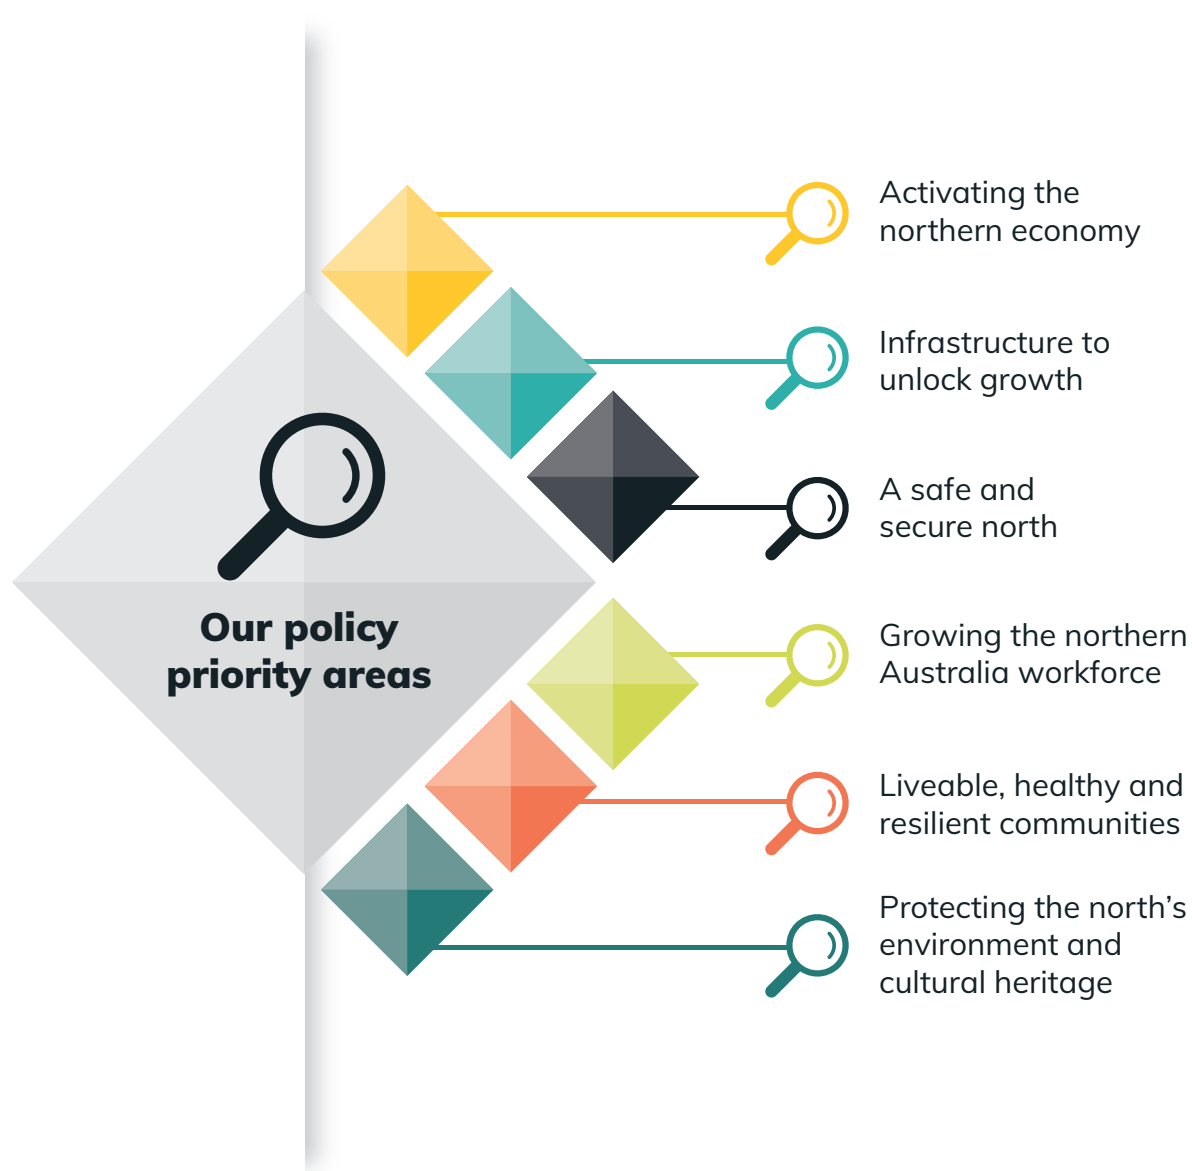 Our policy
priority areas
Activating the
northern economy
Infrastructure to
unlock growth
A safe and
secure north
Growing the northern
Australia workforce
Liveable, healthy and
resilient communities
Protecting the north’s
environment and
cultural heritage